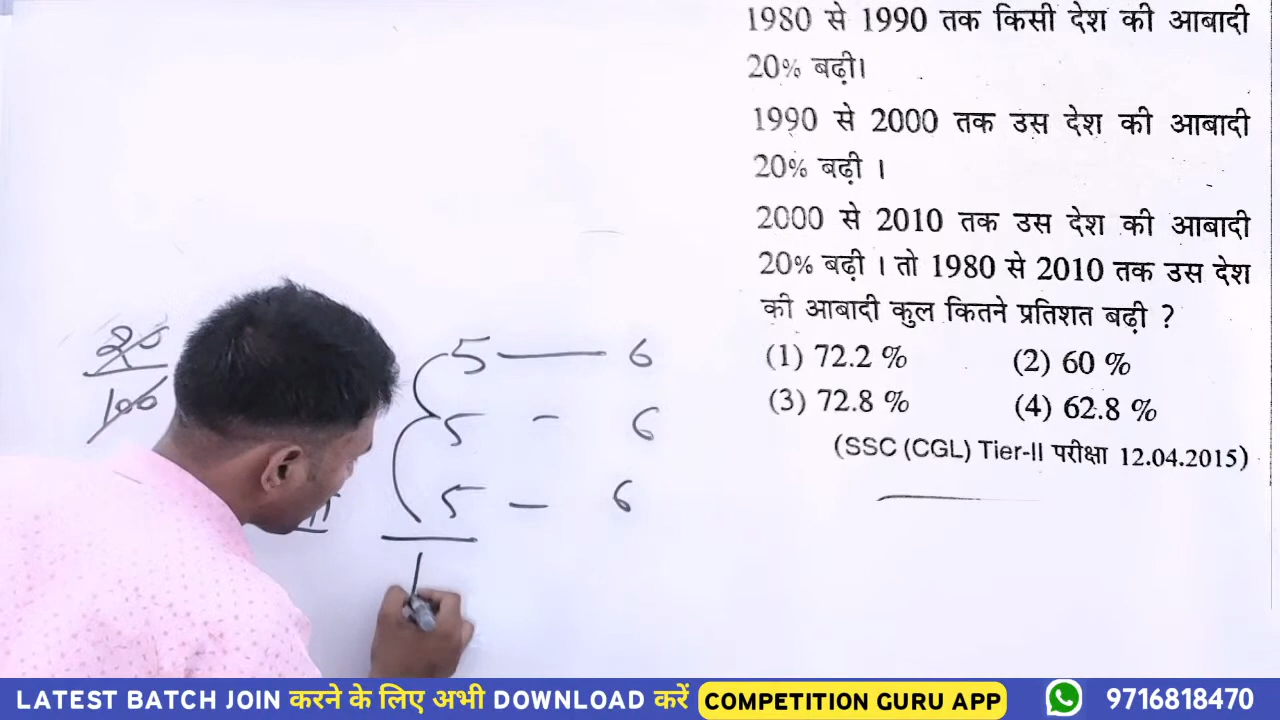 1980 से 1990 तक किसी देश की आबादी
20% बढ़ी।
1990 से 2000 तक उस देश की आबादी
20% बढ़ी ।
2000 से 2010 तक उस देश की आबादी
20% बढ़ी । तो 1980 से 2010 तक उस देश
की आबादी कुल कितने प्रतिशत बढ़ी ?
(1) 72.2 % (2) 60 %
(3) 72.8 % (4) 62.8 %
(SSC (CGL) Tier-II परीक्षा 12.04.2015)
20
100
5 — 6
5 - 6
5 - 6
1
LATEST BATCH JOIN करने के लिए अभी DOWNLOAD करें COMPETITION GURU APP 9716818470